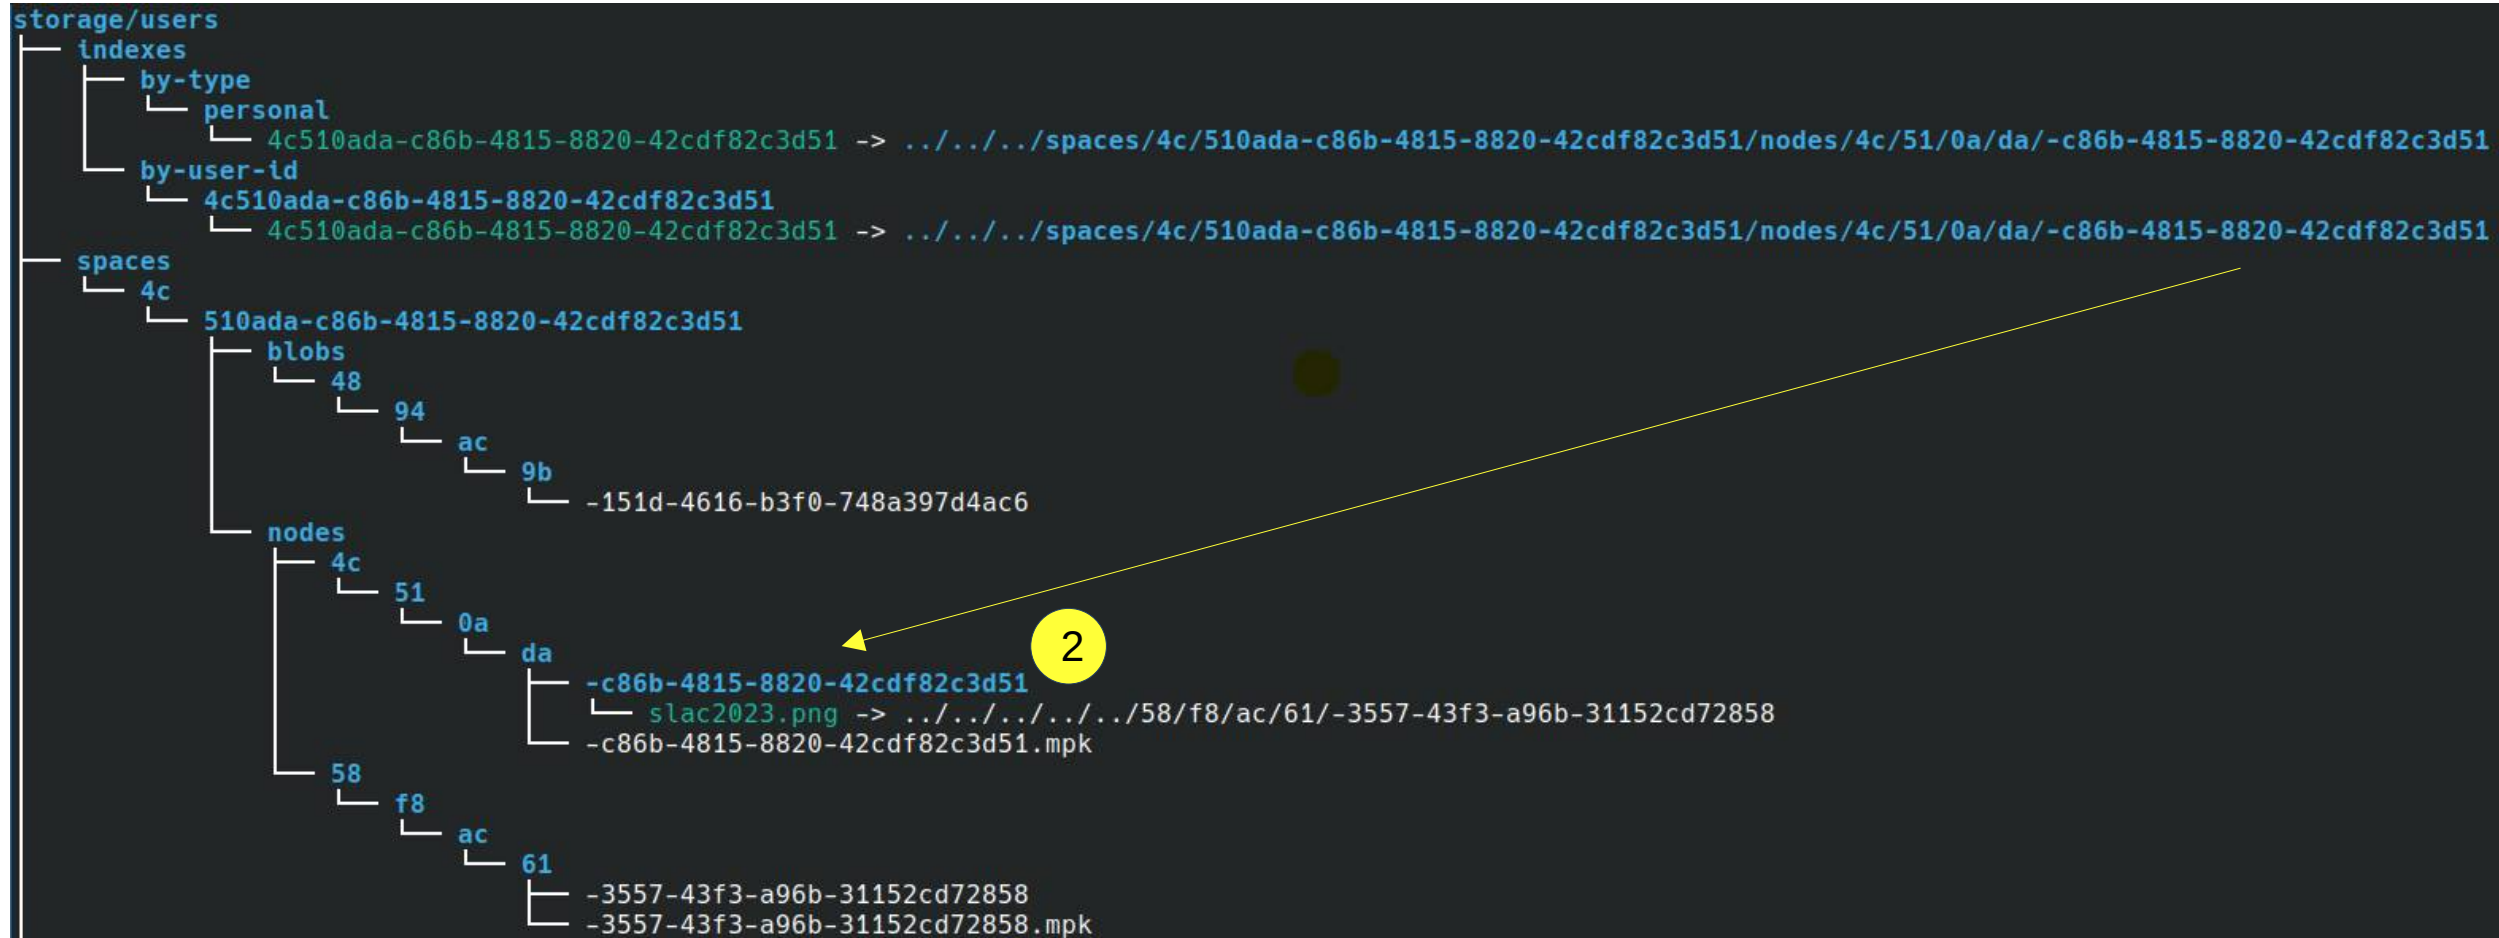 storage/users
├── indexes
│   ├── by-type
│   │   └── personal
│   │       └── 4c510ada-c86b-4815-8820-42cdf82c3d51 -> ../../../spaces/4c/510ada-c86b-4815-8820-42cdf82c3d51/nodes/4c/51/0a/da/-c86b-4815-8820-42cdf82c3d51
│   └── by-user-id
│       └── 4c510ada-c86b-4815-8820-42cdf82c3d51
│           └── 4c510ada-c86b-4815-8820-42cdf82c3d51 -> ../../../spaces/4c/510ada-c86b-4815-8820-42cdf82c3d51/nodes/4c/51/0a/da/-c86b-4815-8820-42cdf82c3d51
├── spaces
│   └── 4c
│       └── 510ada-c86b-4815-8820-42cdf82c3d51
│           ├── blobs
│           │   └── 48
│           │       └── 94
│           │           └── ac
│           │               └── 9b
│           │                   └── -151d-4616-b3f0-748a397d4ac6
│           └── nodes
│               ├── 4c
│               │   └── 51
│               │       └── 0a
│               │           └── da
2
│               │               ├── -c86b-4815-8820-42cdf82c3d51
│               │               │   └── slac2023.png -> ../../../../../58/f8/ac/61/-3557-43f3-a96b-31152cd72858
│               │               └── -c86b-4815-8820-42cdf82c3d51.mpk
│               └── 58
│                   └── f8
│                       └── ac
│                           └── 61
│                               ├── -3557-43f3-a96b-31152cd72858
│                               └── -3557-43f3-a96b-31152cd72858.mpk